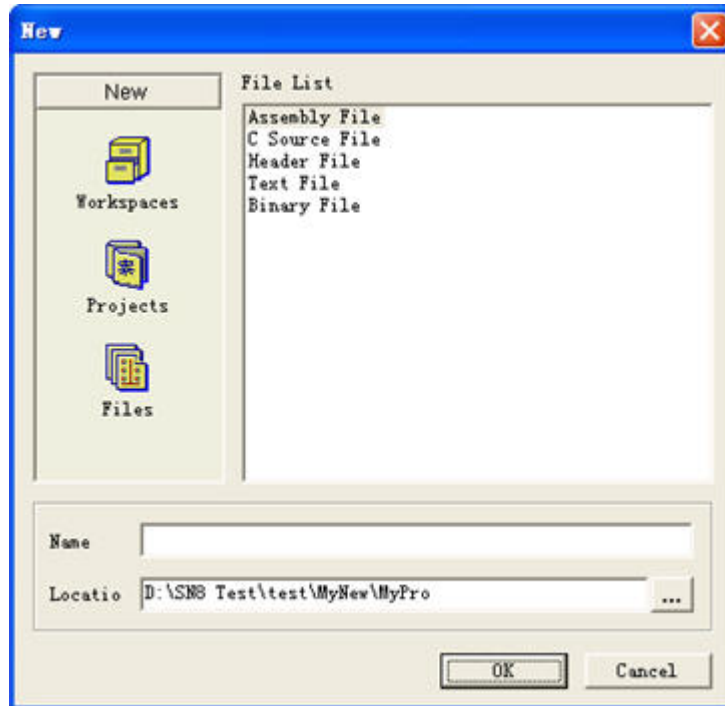 New
New
File List
Assembly File
C Source File
Header File
Text File
Binary File
Workspaces
Projects
Files
Name
Locatio
D:\SN8 Test\test\MyNew\MyPro
...
OK
Cancel